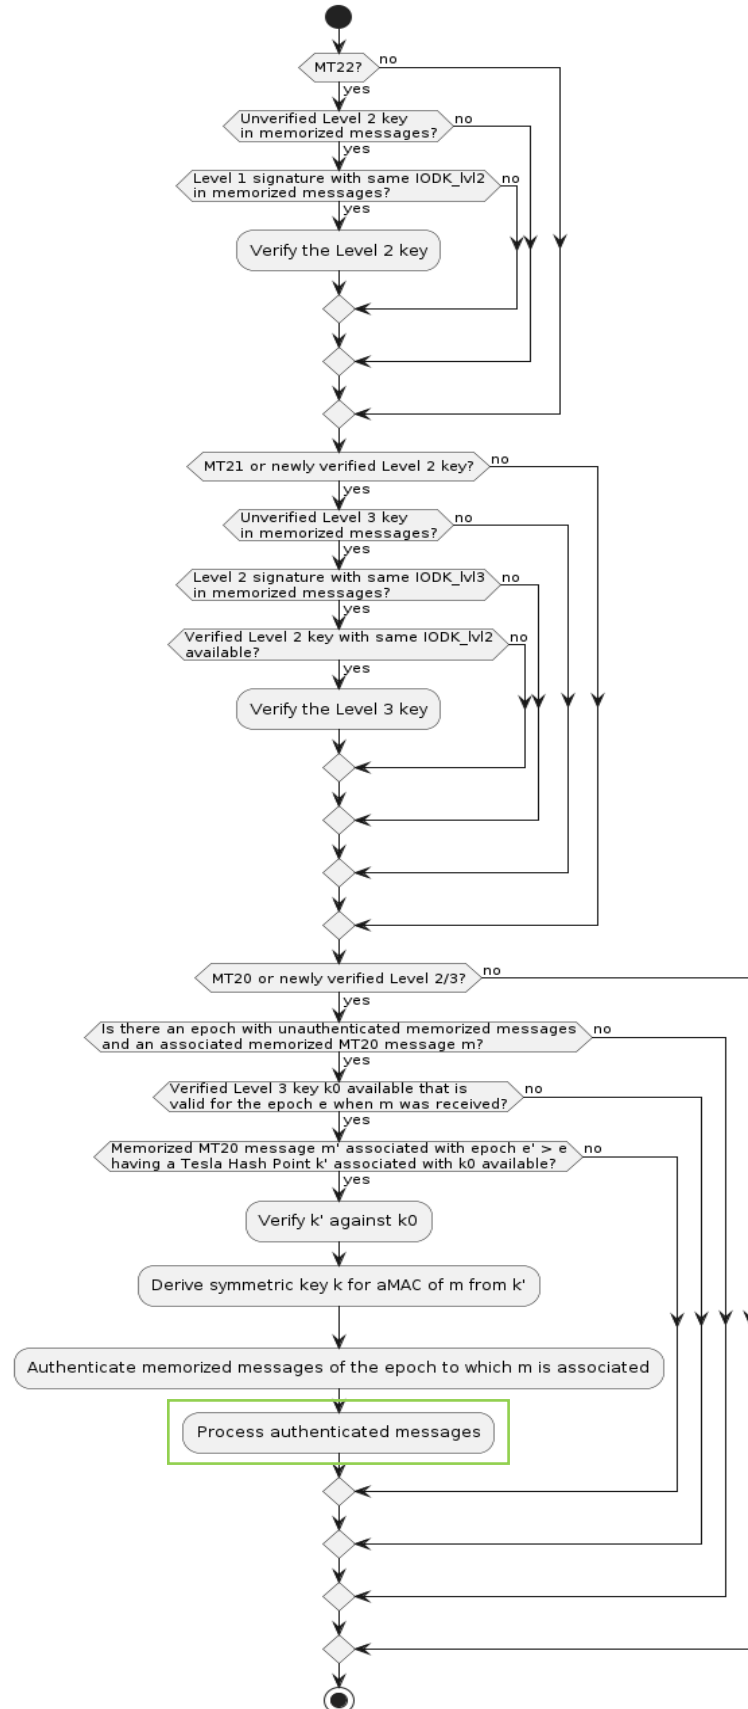 MT22?
no
yes
Unverified Level 2 key
in memorized messages?
no
yes
Level 1 signature with same IODK_lvl2
in memorized messages?
no
yes
Verify the Level 2 key
MT21 or newly verified Level 2 key?
no
yes
Unverified Level 3 key
in memorized messages?
no
yes
Level 2 signature with same IODK_lvl3
in memorized messages?
no
yes
Verified Level 2 key with same IODK_lvl2
available?
no
yes
Verify the Level 3 key
MT20 or newly verified Level 2/3?
no
yes
Is there an epoch with unauthenticated memorized messages
and an associated memorized MT20 message m?
no
yes
Verified Level 3 key k0 available that is
valid for the epoch e when m was received?
no
yes
Memorized MT20 message m' associated with epoch e' > e
having a Tesla Hash Point k' associated with k0 available?
no
yes
Verify k' against k0
Derive symmetric key k for aMAC of m from k'
Authenticate memorized messages of the epoch to which m is associated
Process authenticated messages